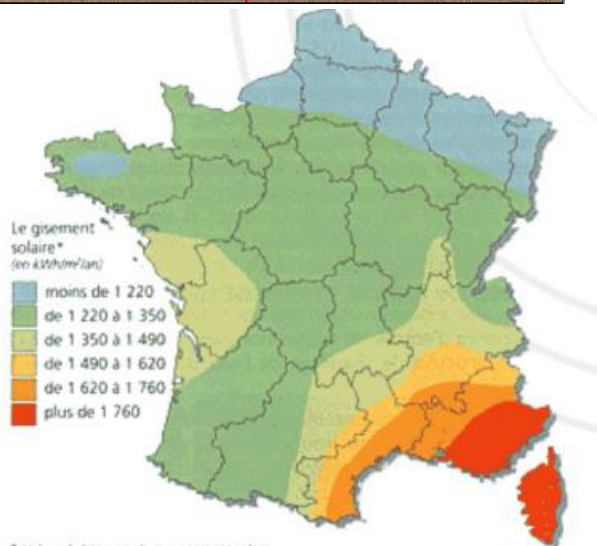 Le gisement
solaire*
(en kWh/m²/an)
moins de 1 220
de 1 220 à 1 350
de 1 350 à 1 490
de 1 490 à 1 620
de 1 620 à 1 760
plus de 1 760